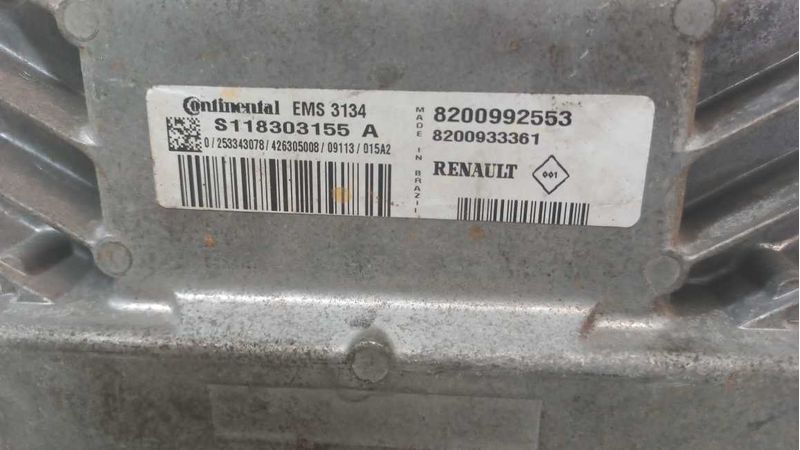 Continental EMS 3134
S118303155 A
0/253343078/426305008/09113/015A2
MADE IN BRAZIL
8200992553
8200933361
RENAULT 001